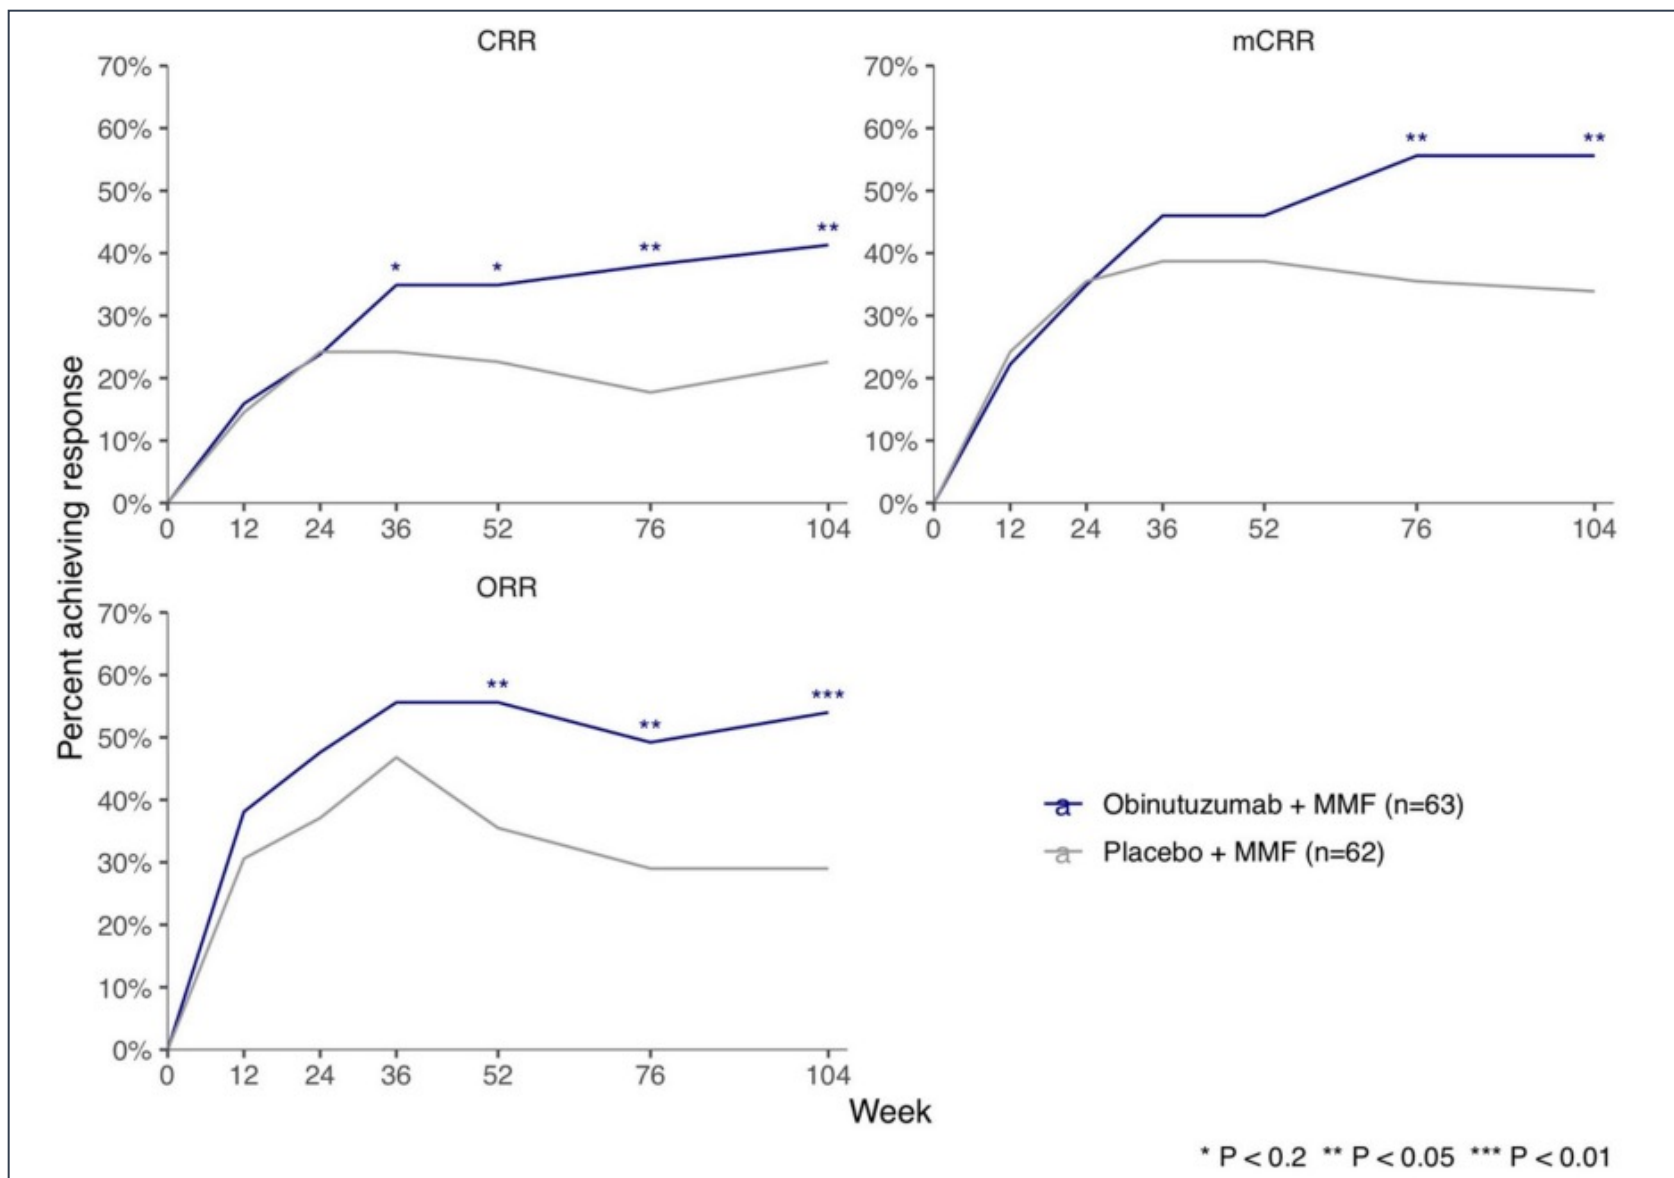 CRR
70%
60%
50%
40%
30%
20%
10%
0%
* * ** **
0 12 24 36 52 76 104
mCRR
70%
60%
50%
40%
30%
20%
10%
0%
** **
0 12 24 36 52 76 104
Percent achieving response
ORR
70%
60%
50%
40%
30%
20%
10%
0%
** ** ***
0 12 24 36 52 76 104
a Obinutuzumab + MMF (n=63)
a Placebo + MMF (n=62)
Week
* P < 0.2 ** P < 0.05 *** P < 0.01